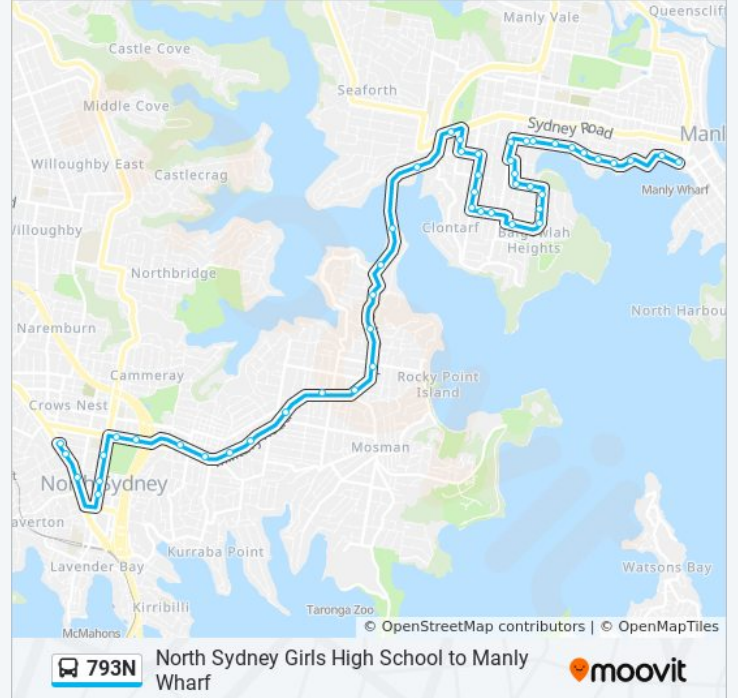 Manly Vale
Queensclif
Castle Cove
Seaforth
Middle Cove
Sydney Road
Manl
Willoughby East
Castlecrag
Manly Wharf
illoughby
Clontarf
Balgowlah
Heights
Northbridge
North Harbou
Naremburn
Cammeray
Rocky Point
Island
Crows Nest
Mosman
North Sydney
averton
Kurraba Point
Lavender Bay
Watsons Bay
Kirribilli
Taronga Zoo
McMahons
© OpenStreetMap contributors | © OpenMapTiles
793N
North Sydney Girls High School to Manly
Wharf
moovit